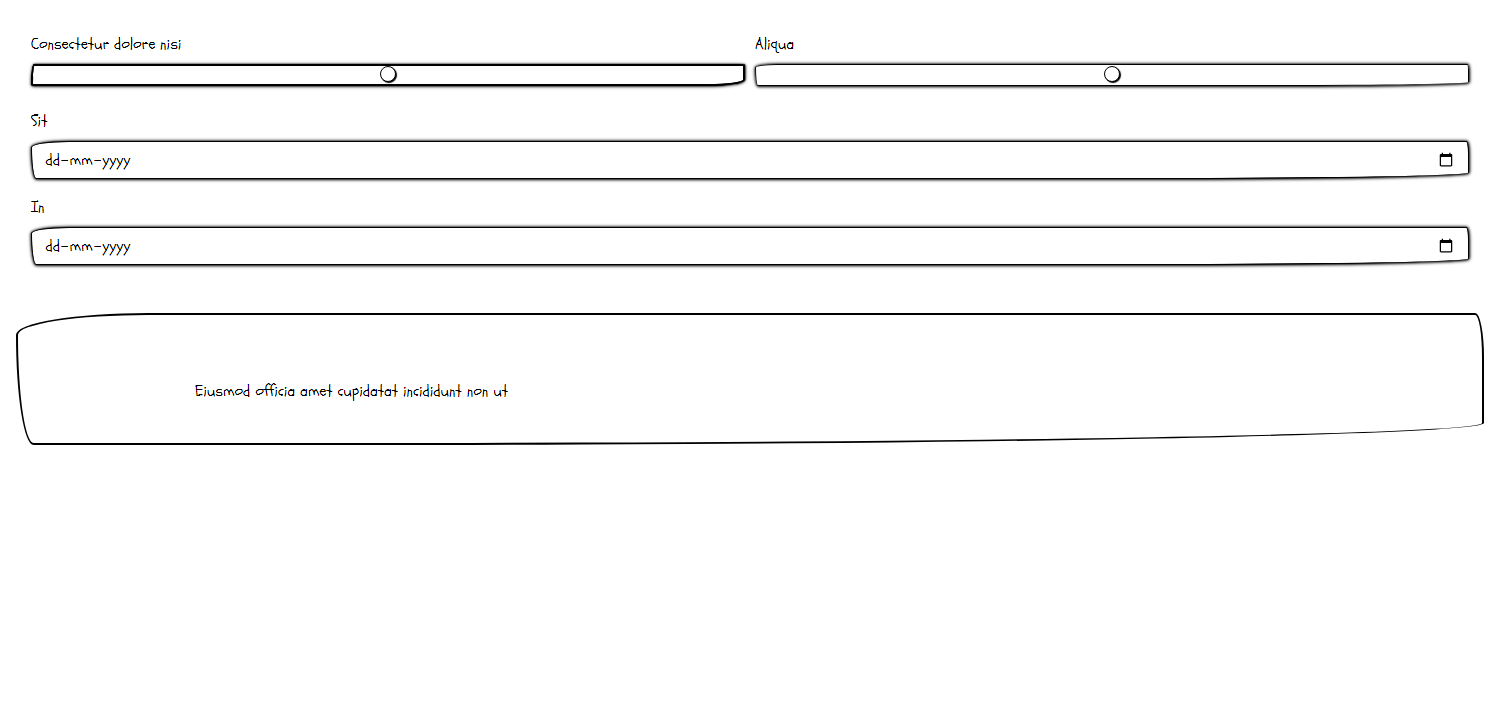 Consectetur dolore nisi
Aliqua
Sit
dd-mm-yyyy
In
dd-mm-yyyy
Eiusmod officia amet cupidatat incididunt non ut